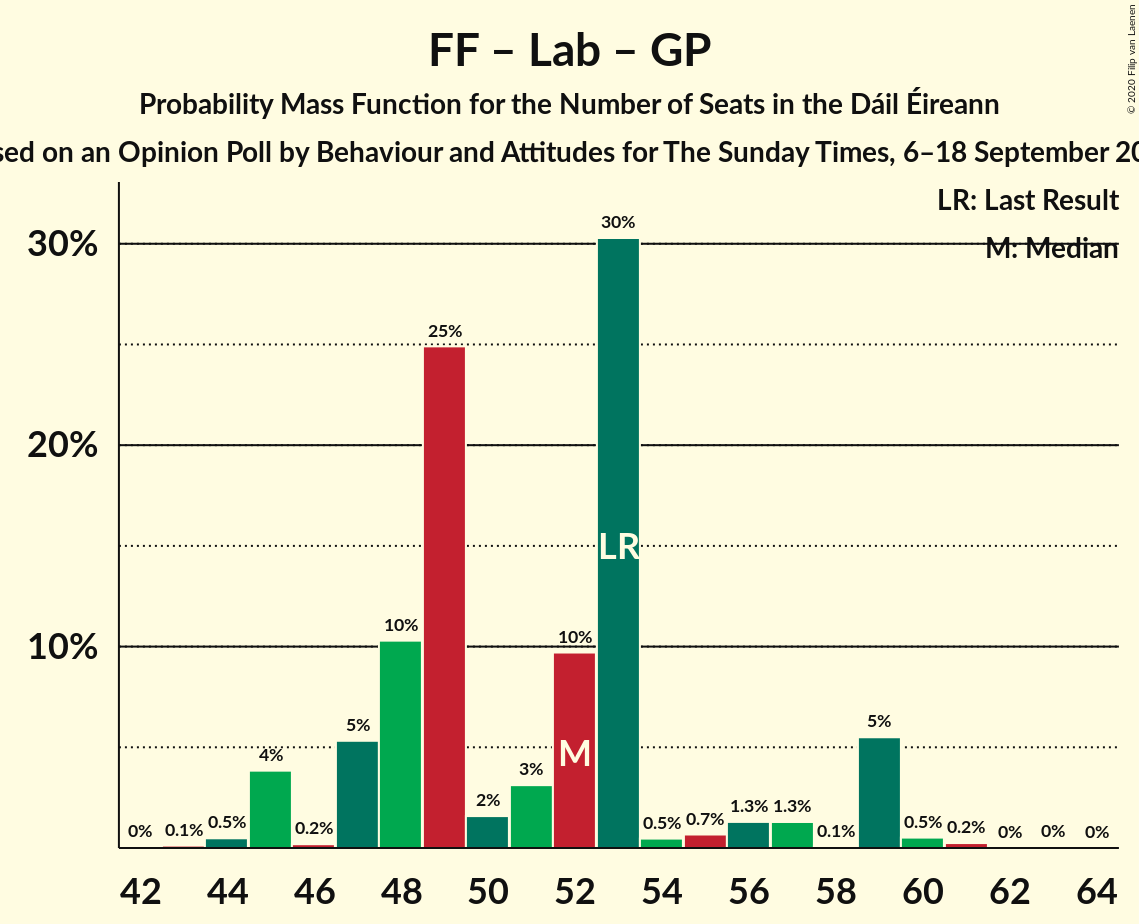 FF – Lab – GP
Probability Mass Function for the Number of Seats in the Dáil Éireann
on an Opinion Poll by Behaviour and Attitudes for The Sunday Times, 6–18 September
© 2020 Filip van Laenen
LR: Last Result
M: Median
30%
20%
10%
0% 0.1% 0.5% 4% 0.2% 5% 10% 25% 2% 3% 10% 30% 0.5% 0.7% 1.3% 1.3% 0.1% 5% 0.5% 0.2% 0% 0% 0%
LR
M
42 44 46 48 50 52 54 56 58 60 62 64